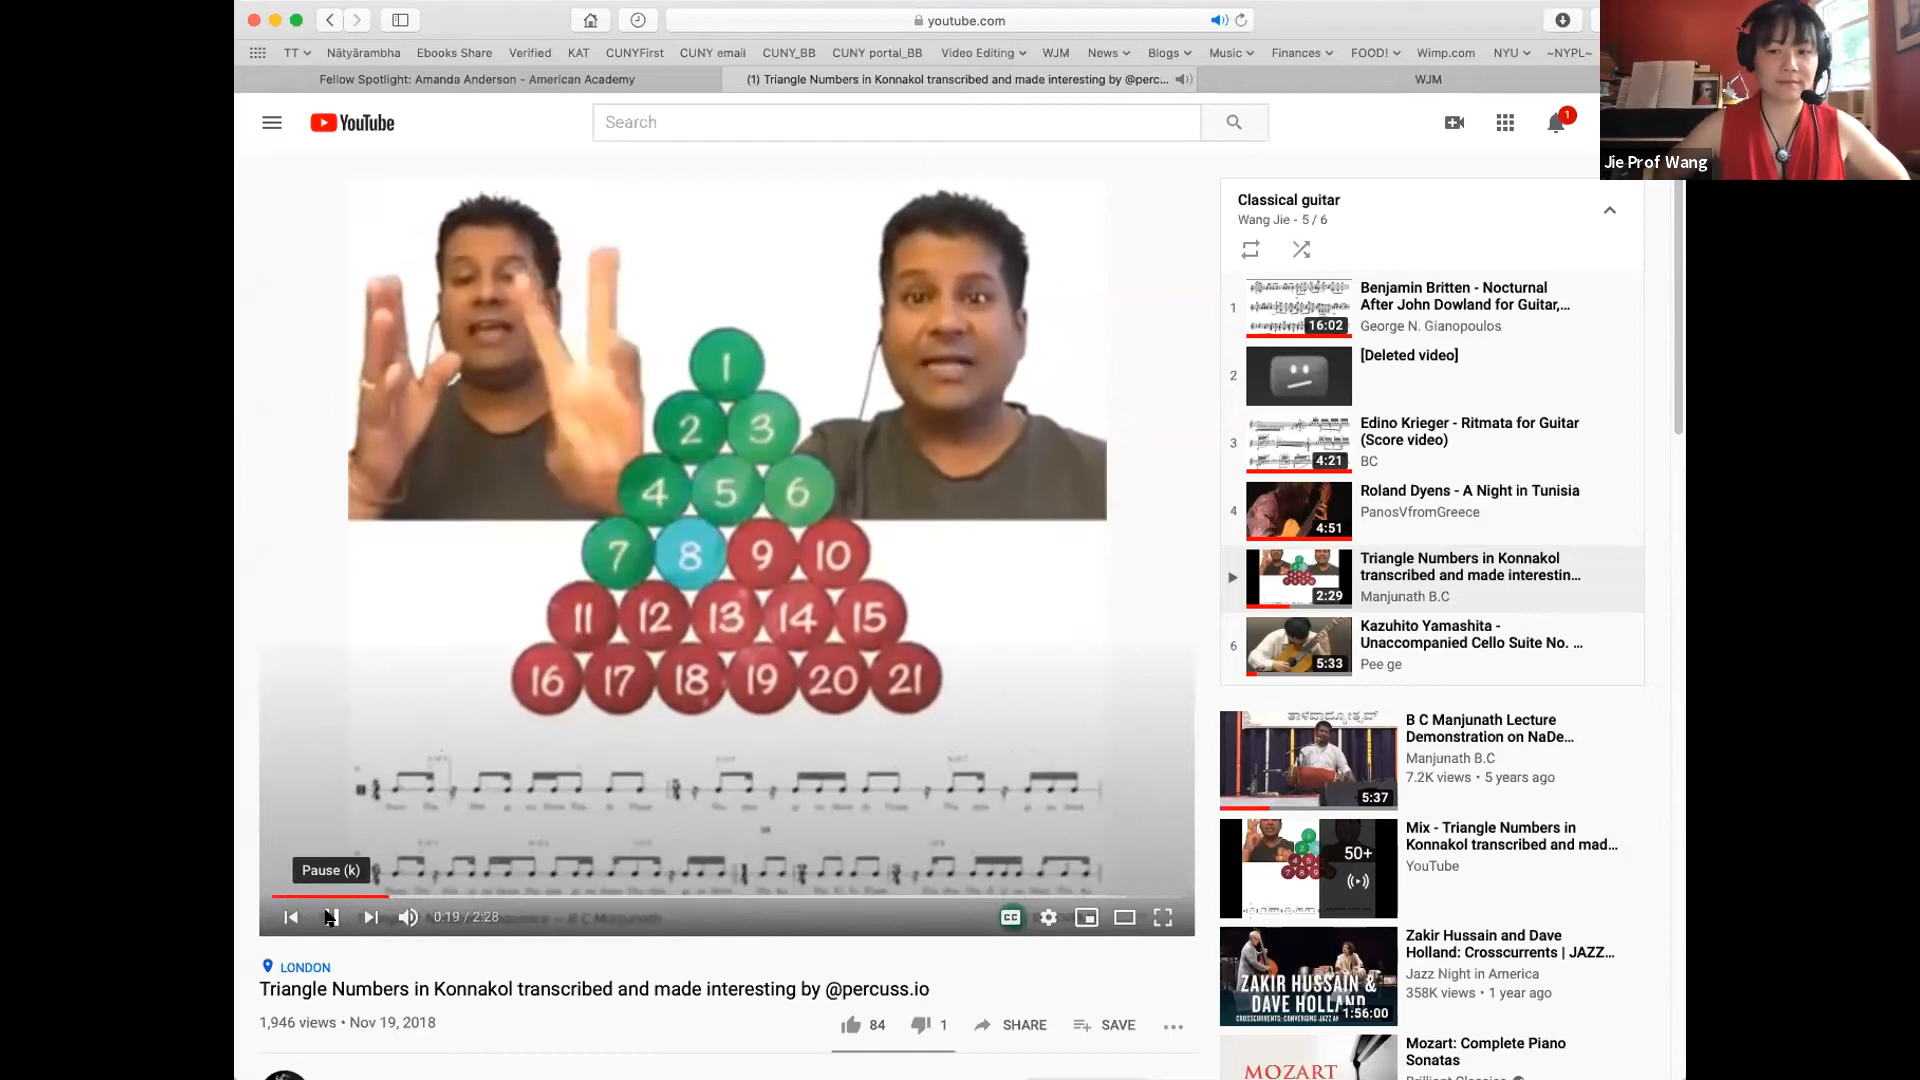 youtube.com
TT Nātyārambha Ebooks Share Verified KAT CUNYFirst CUNY email CUNY_BB CUNY portal_BB Video Editing WJM News Blogs Music Finances FOOD! Wimp.com NYU ~NYPL~
Fellow Spotlight: Amanda Anderson - American Academy
(1) Triangle Numbers in Konnakol transcribed and made interesting by @perc...
WJM
YouTube
Search
1
Jie Prof Wang
1
2 3
4 5 6
7 8 9 10
11 12 13 14 15
16 17 18 19 20 21
Pause (k)
0:19 / 2:28
CC
LONDON
Triangle Numbers in Konnakol transcribed and made interesting by @percuss.io
1,946 views • Nov 19, 2018
84 1 SHARE SAVE
Classical guitar
Wang Jie - 5 / 6
1
16:02
Benjamin Britten - Nocturnal
After John Dowland for Guitar,...
George N. Gianopoulos
2
[Deleted video]
3
4:21
Edino Krieger - Ritmata for Guitar
(Score video)
BC
4
4:51
Roland Dyens - A Night in Tunisia
PanosVfromGreece
2:29
Triangle Numbers in Konnakol
transcribed and made interestin...
Manjunath B.C
6
5:33
Kazuhito Yamashita -
Unaccompanied Cello Suite No. ...
Pee ge
5:37
B C Manjunath Lecture
Demonstration on NaDe...
Manjunath B.C
7.2K views • 5 years ago
50+
Mix - Triangle Numbers in
Konnakol transcribed and mad...
YouTube
ZAKIR HUSSAIN &
DAVE HOLLAND
1:56:00
Zakir Hussain and Dave
Holland: Crosscurrents | JAZZ...
Jazz Night in America
358K views • 1 year ago
MOZART
Mozart: Complete Piano
Sonatas